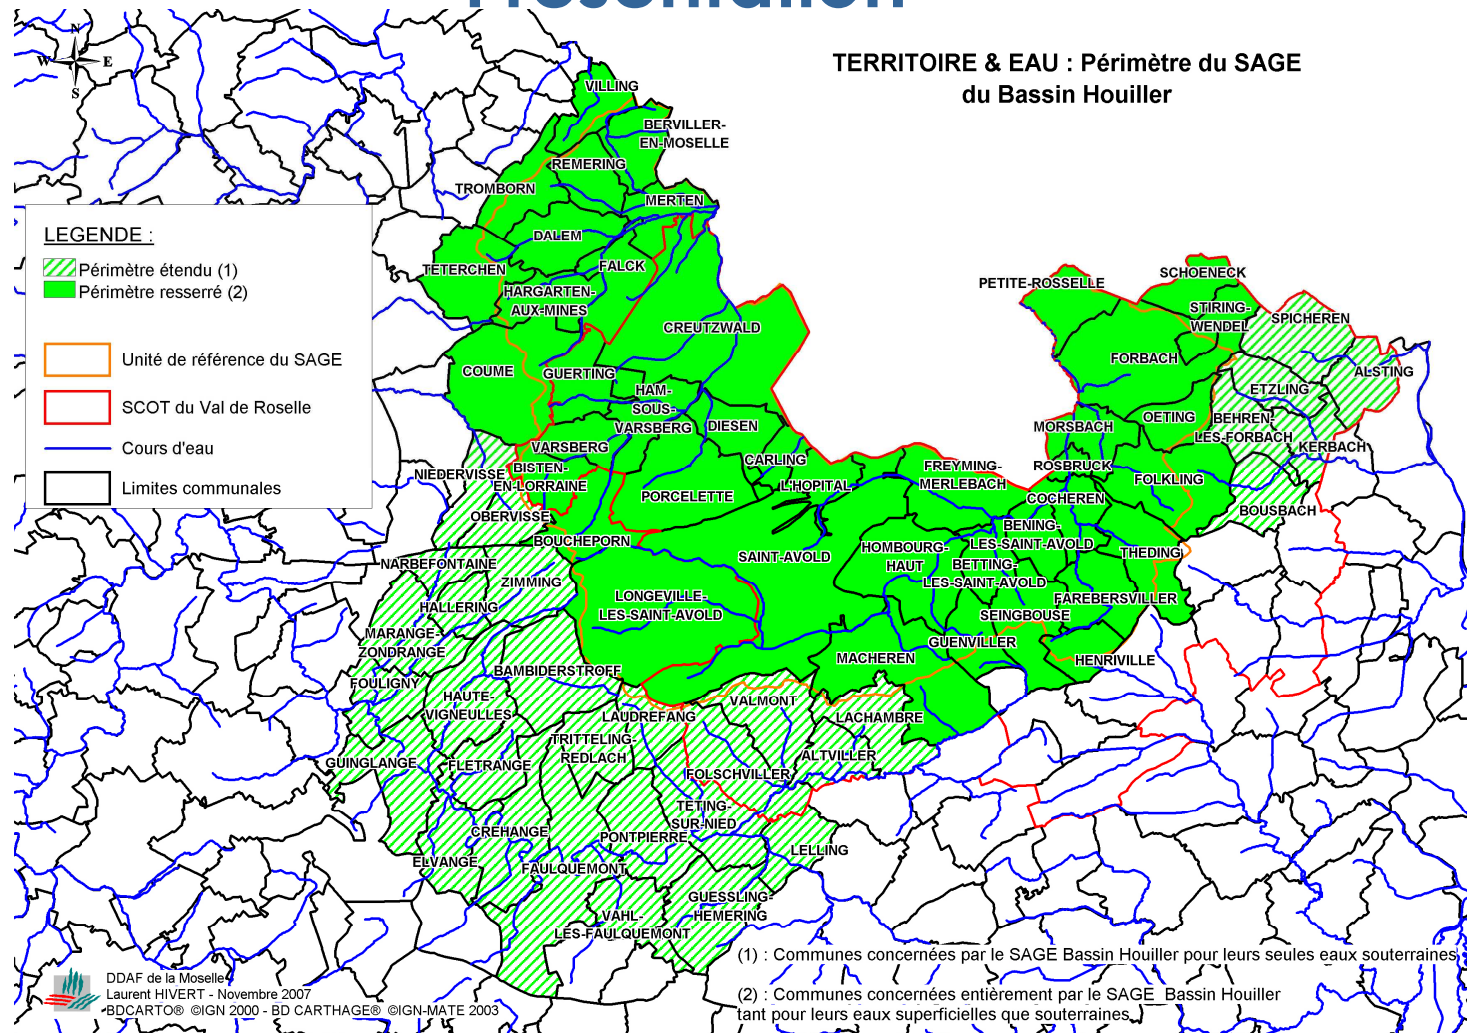 Présentation
TERRITOIRE & EAU : Périmètre du SAGE
du Bassin Houiller
N
W
E
S
VILLING
BERVILLER-
EN-MOSELLE
REMERING
TROMBORN
MERTEN
DALEM
TETERCHEN
FALCK
HARGARTEN-
AUX-MINES
CREUTZWALD
COUME
GUERTING
HAM-
SOUS-
VARSBERG
DIESEN
VARSBERG
CARLING
NIEDERVISSE
BISTEN-
EN-LORRAINE
L'HOPITAL
PORCELETTE
OBERVISSE
BOUCHEPORN
SAINT-AVOLD
PETITE-ROSSELLE
SCHOENECK
STIRING-
WENDEL
SPICHEREN
FORBACH
ALSTING
ETZLING
OETING
BEHREN-
LES-FORBACH
MORSBACH
KERBACH
ROSBRUCK
FREYMING-
MERLEBACH
FOLKLING
COCHEREN
BOUSBACH
BENING-
LES-SAINT-AVOLD
HOMBOURG-
HAUT
THEDING
BETTING-
LES-SAINT-AVOLD
FAREBERSVILLER
SEINGBOUSE
GUENVILLER
HENRIVILLE
MACHEREN
NARBEFONTAINE
ZIMMING
LONGEVILLE-
LES-SAINT-AVOLD
HALLERING
MARANGE-
ZONDRANGE
BAMBIDERSTROFF
FOULIGNY
HAUTE-
VIGNEULLES
VALMONT
LAUDREFANG
LACHAMBRE
TRITTELING-
REDLACH
ALTVILLER
GUINGLANGE
FLETRANGE
FOLSCHVILLER
TETING-
SUR-NIED
CREHANGE
PONTPIERRE
LELLING
ELVANGE
FAULQUEMONT
GUESSLING-
HEMERING
VAHL-
LES-FAULQUEMONT
LEGENDE :
Périmètre étendu (1)
Périmètre resserré (2)
Unité de référence du SAGE
SCOT du Val de Roselle
Cours d'eau
Limites communales
(1) : Communes concernées par le SAGE Bassin Houiller pour leurs seules eaux souterraines
(2) : Communes concernées entièrement par le SAGE Bassin Houiller
tant pour leurs eaux superficielles que souterraines.
DDAF de la Moselle
Laurent HIVERT - Novembre 2007
BDCARTO® ©IGN 2000 - BD CARTHAGE® ©IGN-MATE 2003